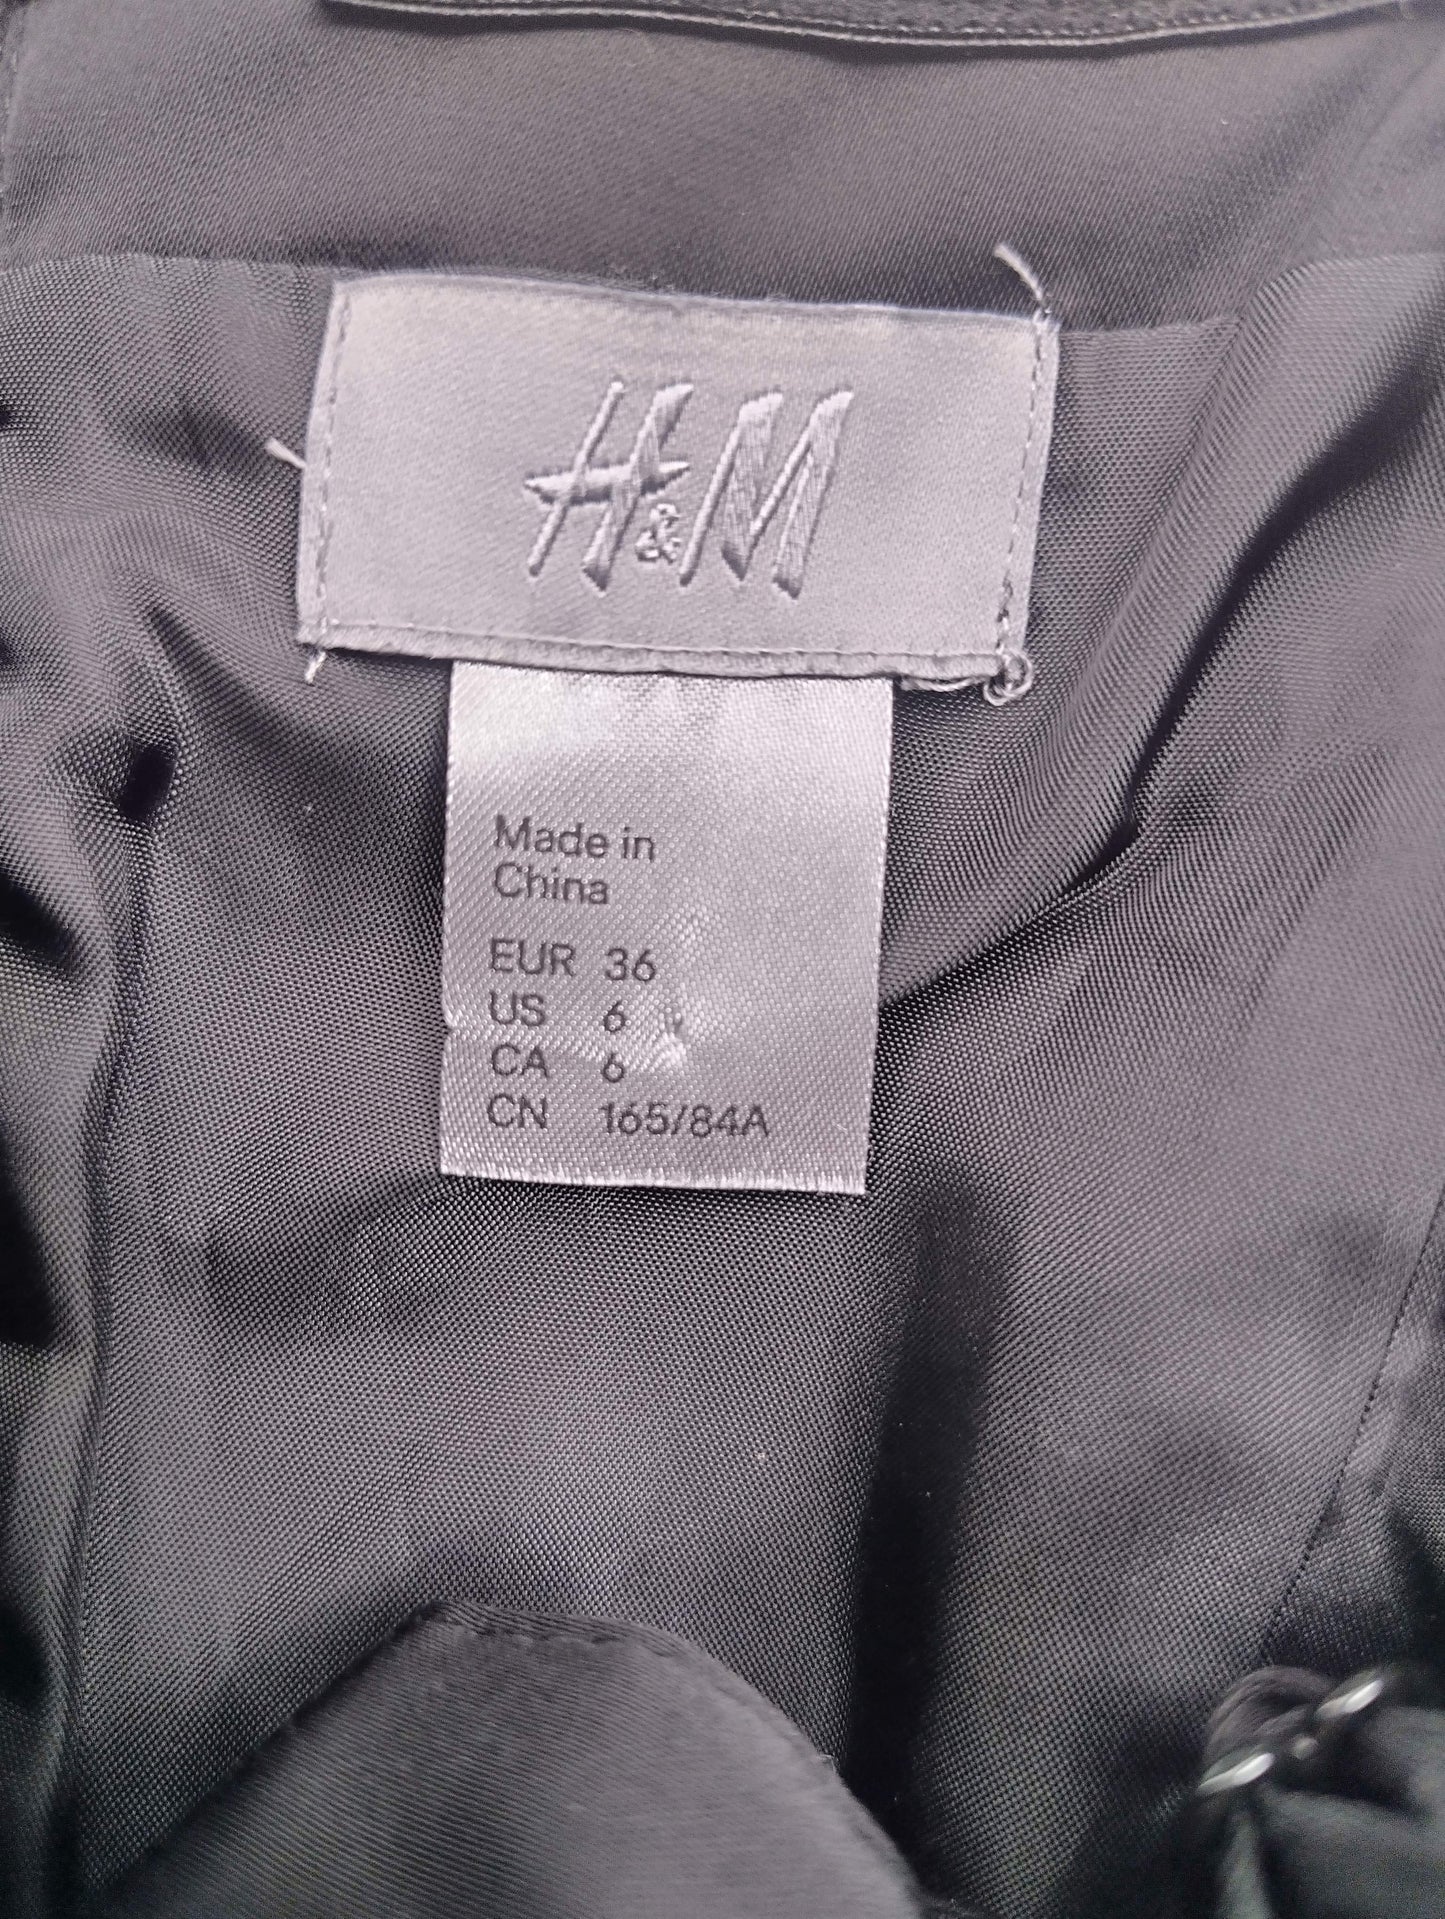 H&M
Made in
China
EUR 36
US 6
CA 6
CN 165/84A